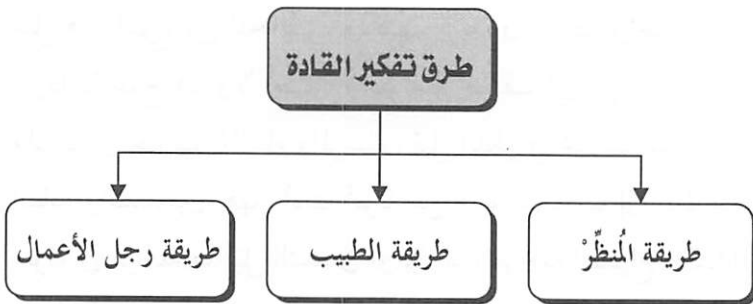 طرق تفكير القادة
طريقة المُنظِّرْ
طريقة الطبيب
طريقة رجل الأعمال